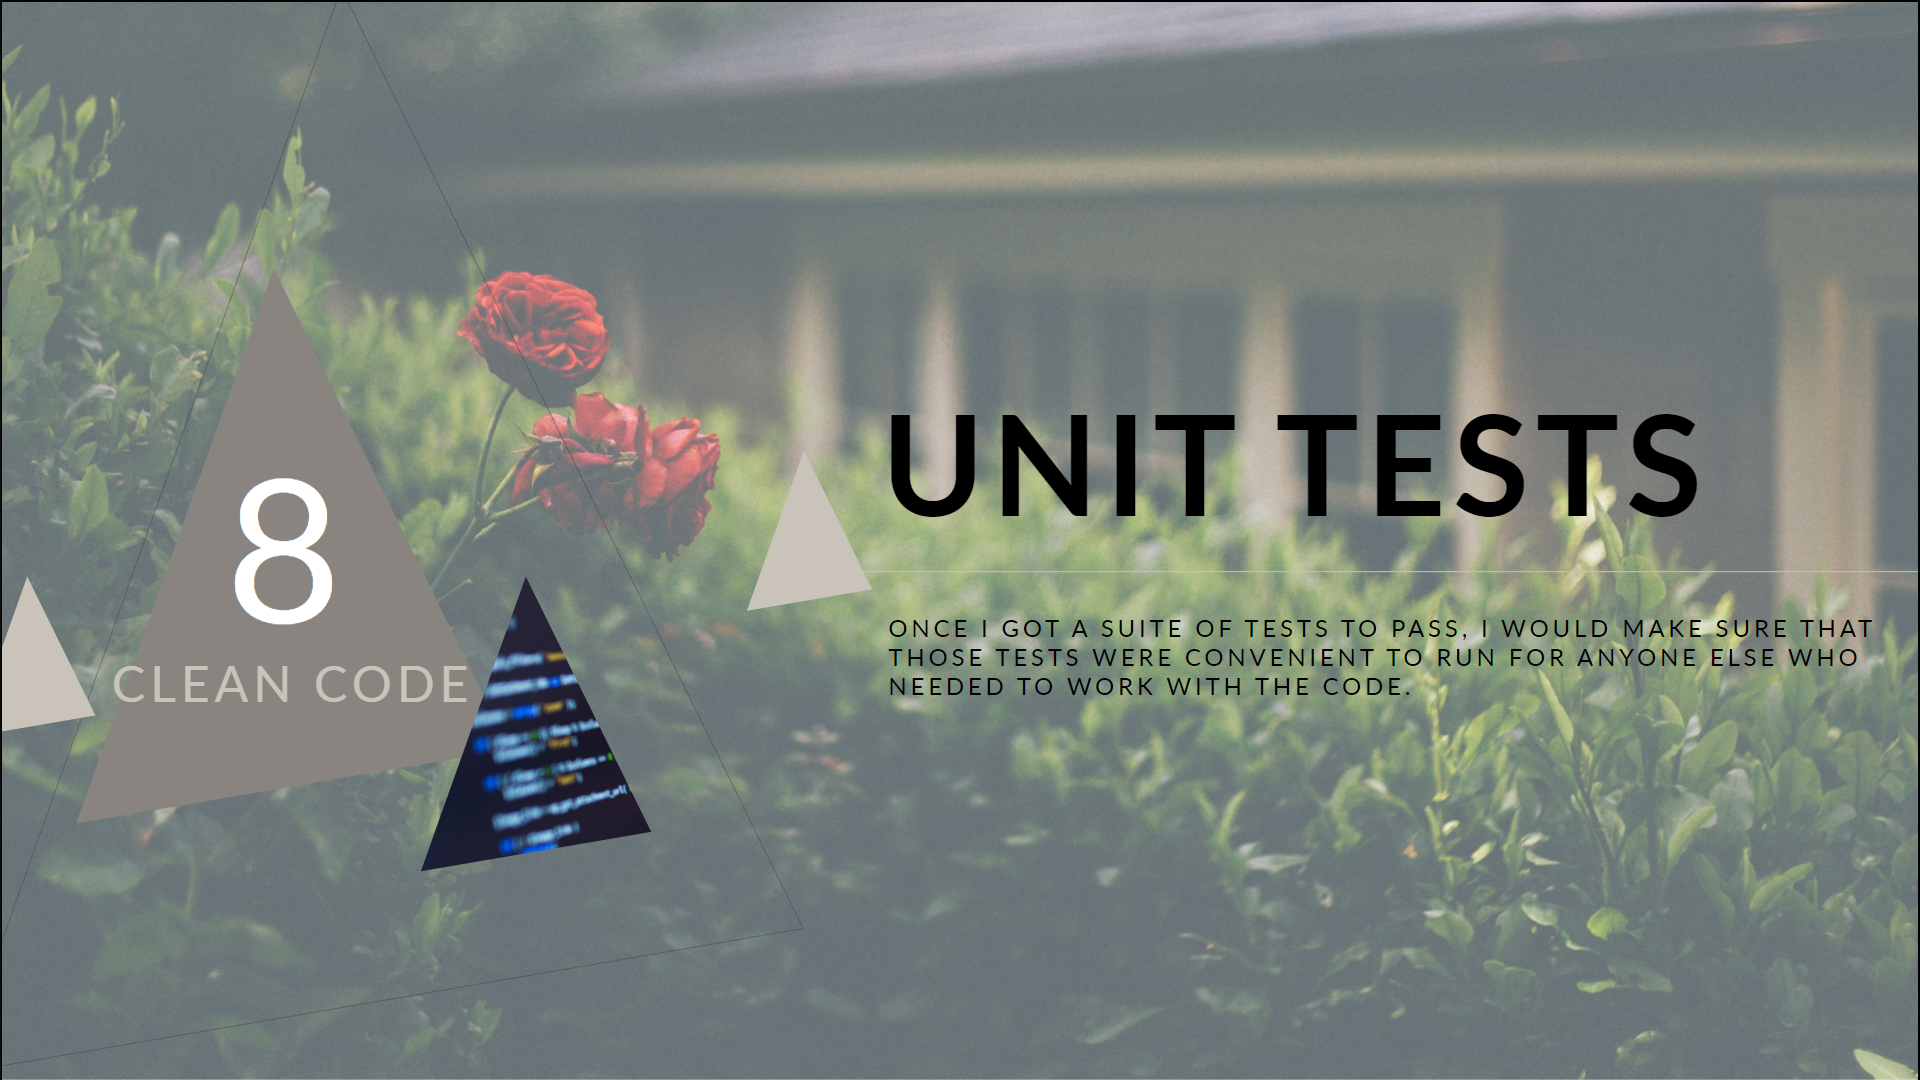 8
CLEAN CODE
UNIT TESTS
ONCE I GOT A SUITE OF TESTS TO PASS, I WOULD MAKE SURE THAT
THOSE TESTS WERE CONVENIENT TO RUN FOR ANYONE ELSE WHO
NEEDED TO WORK WITH THE CODE.